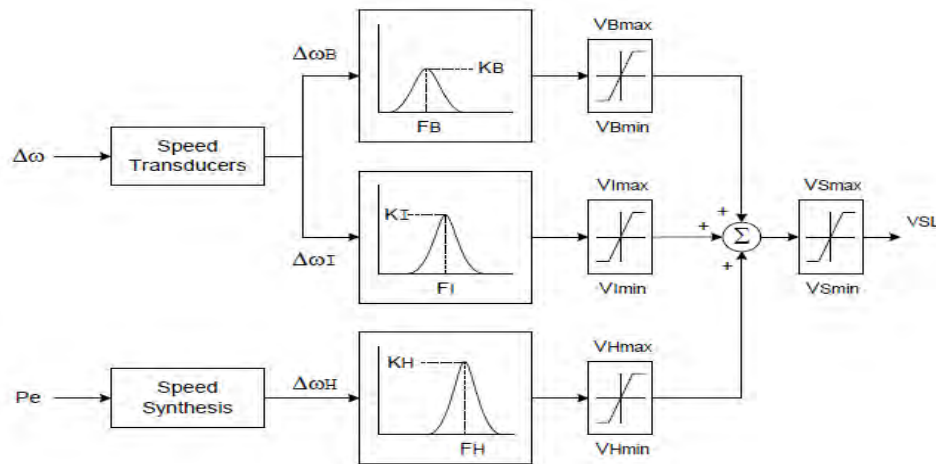 ΔωB
KB
FB
VBmax
VBmin
Δω
Speed
Transducers
ΔωI
KI
FI
VImax
VImin
+
+
+
Σ
VSmax
VSmin
VSL
Pe
Speed
Synthesis
ΔωH
KH
FH
VHmax
VHmin